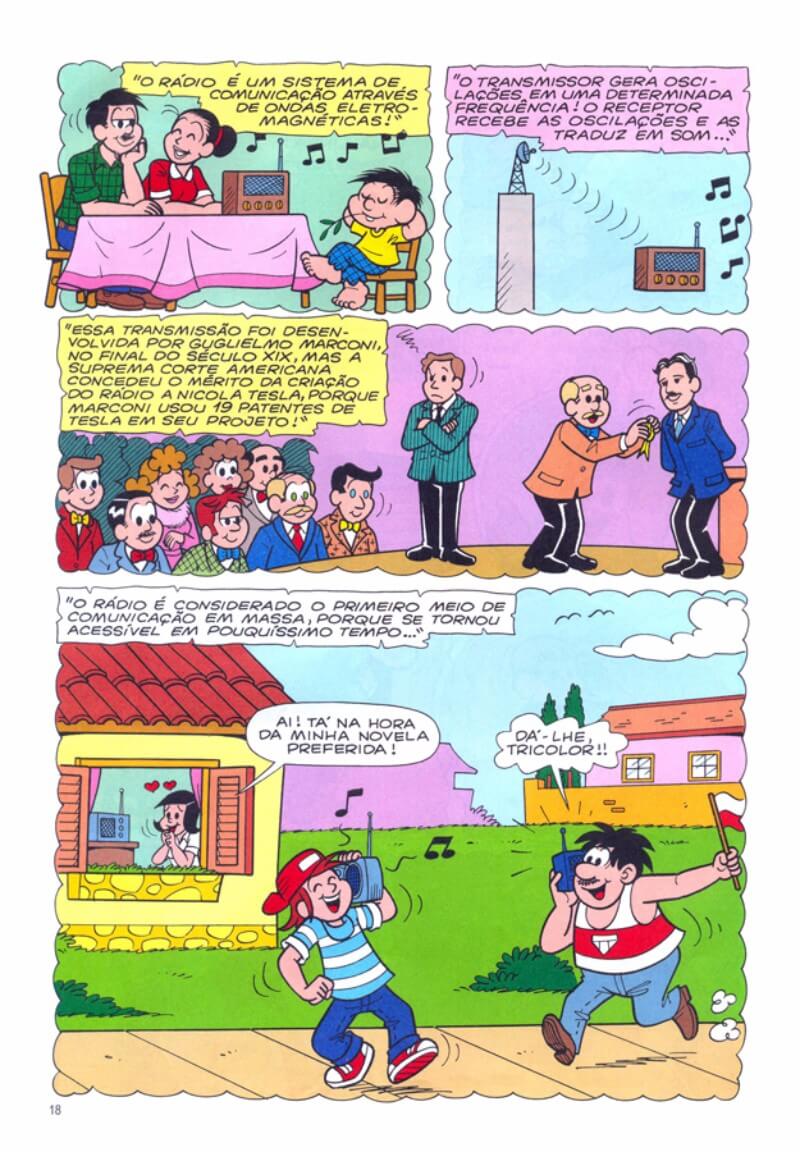 "O RÁDIO É UM SISTEMA DE
COMUNICAÇÃO ATRAVÉS
DE ONDAS ELETRO-
MAGNÉTICAS!"
"O TRANSMISSOR GERA OSCI-
LAÇÕES EM UMA DETERMINADA
FREQUÊNCIA! O RECEPTOR
RECEBE AS OSCILAÇÕES E AS
TRADUZ EM SOM..."
"ESSA TRANSMISSÃO FOI DESEN-
VOLVIDA POR GUGLIELMO MARCONI,
NO FINAL DO SÉCULO XIX, MAS A
SUPREMA CORTE AMERICANA
CONCEDEU O MÉRITO DA CRIAÇÃO
DO RÁDIO A NICOLA TESLA, PORQUE
MARCONI USOU 19 PATENTES DE
TESLA EM SEU PROJETO!"
"O RÁDIO É CONSIDERADO O PRIMEIRO MEIO DE
COMUNICAÇÃO EM MASSA, PORQUE SE TORNOU
ACESSÍVEL EM POUQUÍSSIMO TEMPO..."
AI! TÁ NA HORA
DA MINHA NOVELA
PREFERIDA!
DÁ-LHE,
TRICOLOR!!
T
18